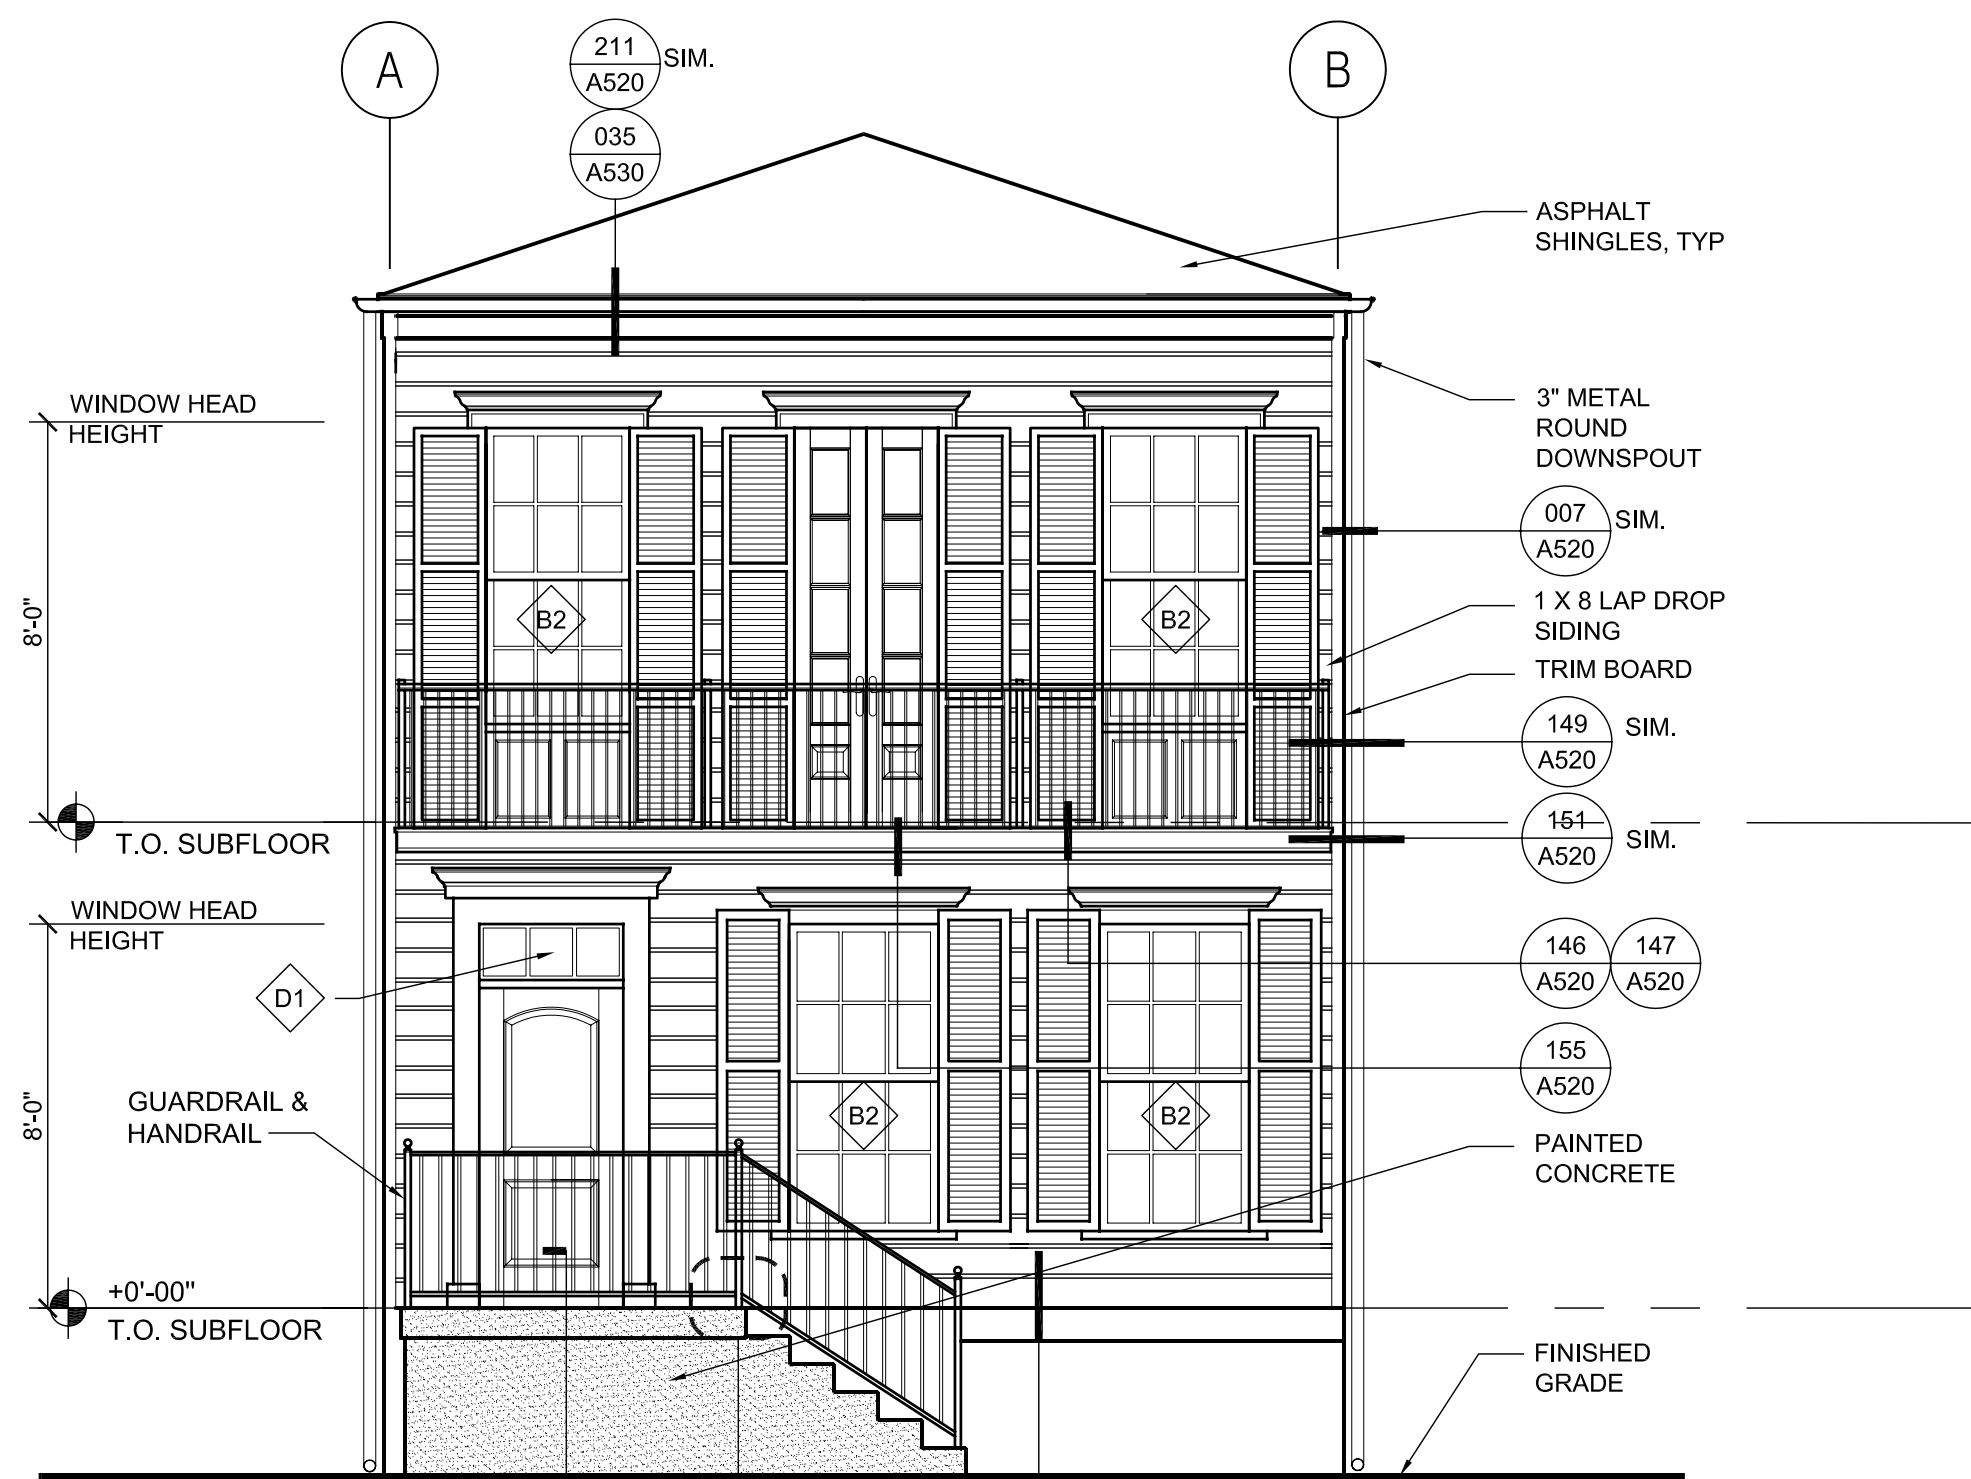 A
211
A520
SIM.
035
A530
B
ASPHALT
SHINGLES, TYP
WINDOW HEAD
HEIGHT
3" METAL
ROUND
DOWNSPOUT
007
A520
SIM.
8'-0"
B2
B2
1 X 8 LAP DROP
SIDING
TRIM BOARD
149
A520
SIM.
T.O. SUBFLOOR
151
A520
SIM.
WINDOW HEAD
HEIGHT
146
A520
147
A520
D1
155
A520
8'-0"
GUARDRAIL &
HANDRAIL
B2
B2
PAINTED
CONCRETE
+0'-00"
T.O. SUBFLOOR
FINISHED
GRADE